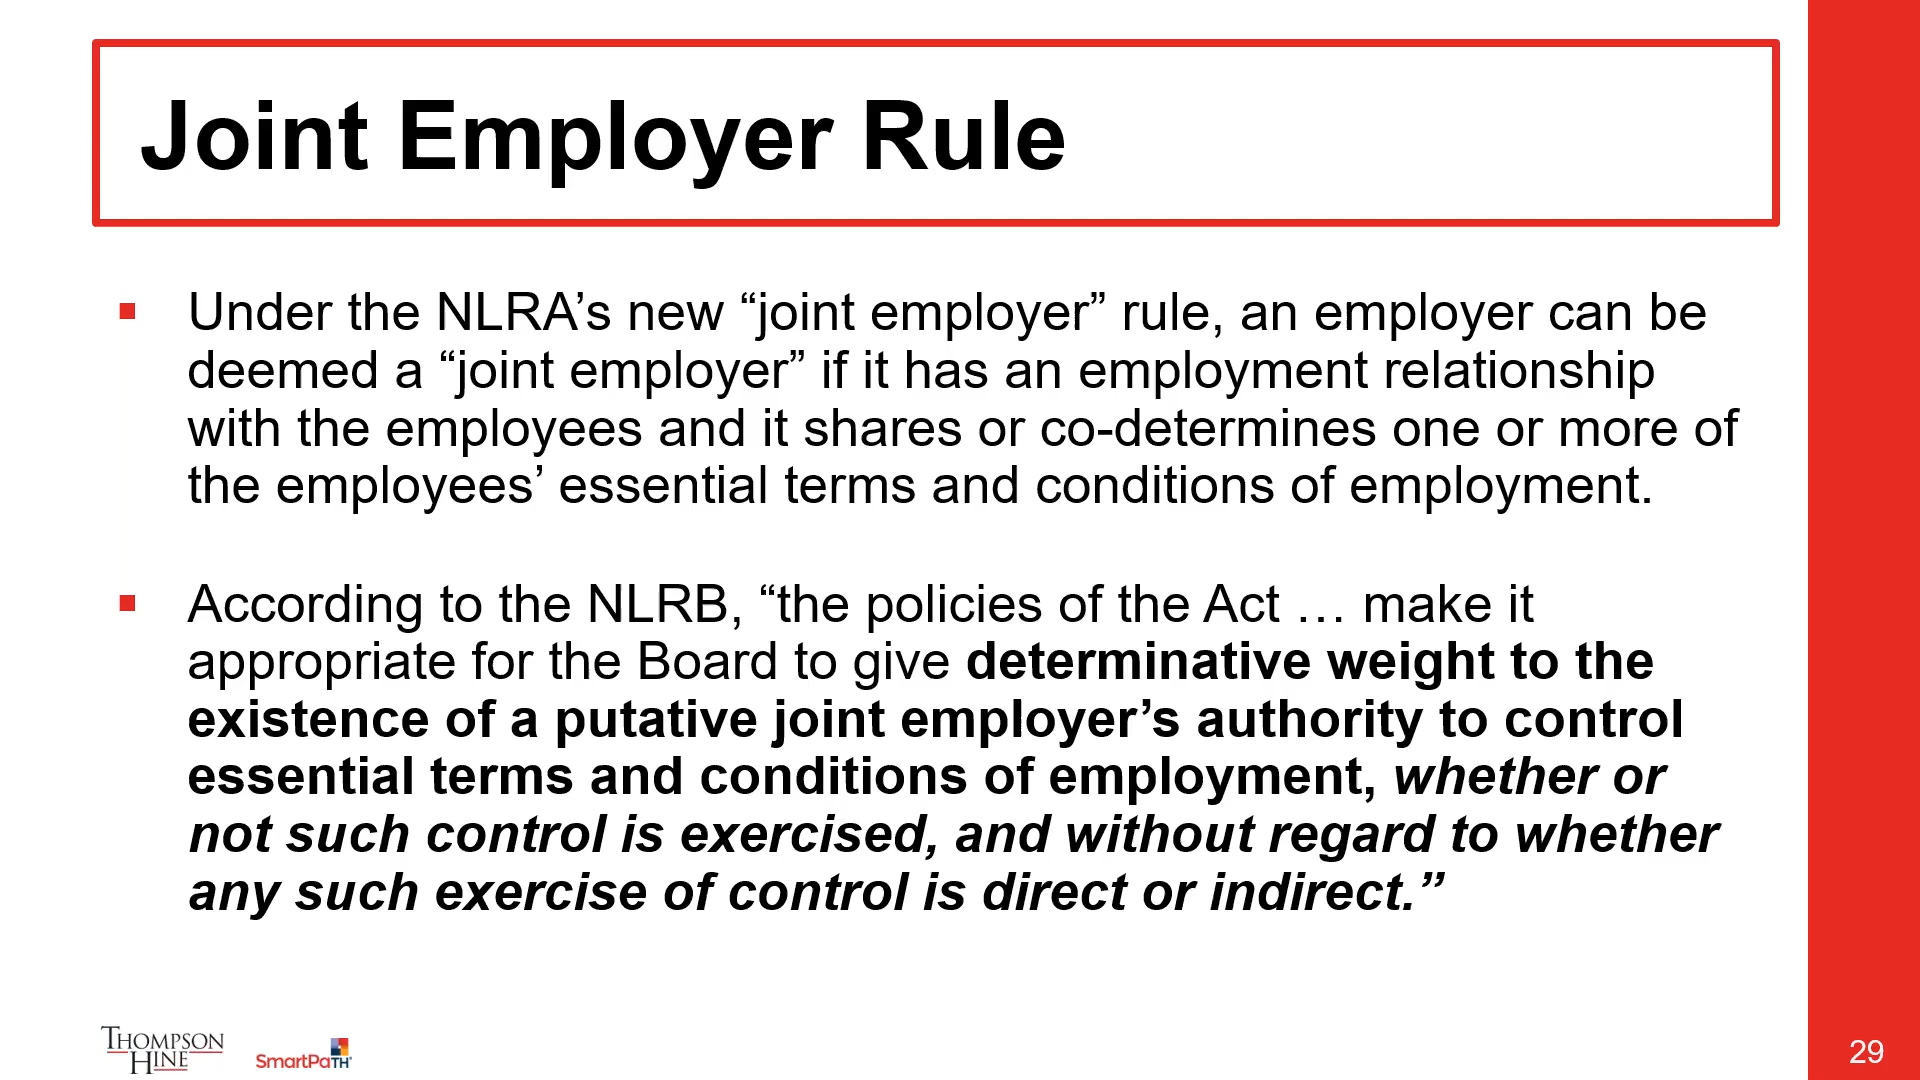 Joint Employer Rule
Under the NLRA’s new “joint employer” rule, an employer can be
deemed a “joint employer” if it has an employment relationship
with the employees and it shares or co-determines one or more of
the employees’ essential terms and conditions of employment.
According to the NLRB, “the policies of the Act … make it
appropriate for the Board to give determinative weight to the
existence of a putative joint employer’s authority to control
essential terms and conditions of employment, whether or
not such control is exercised, and without regard to whether
any such exercise of control is direct or indirect.”
THOMPSON
HINE
SmartPaTH
29